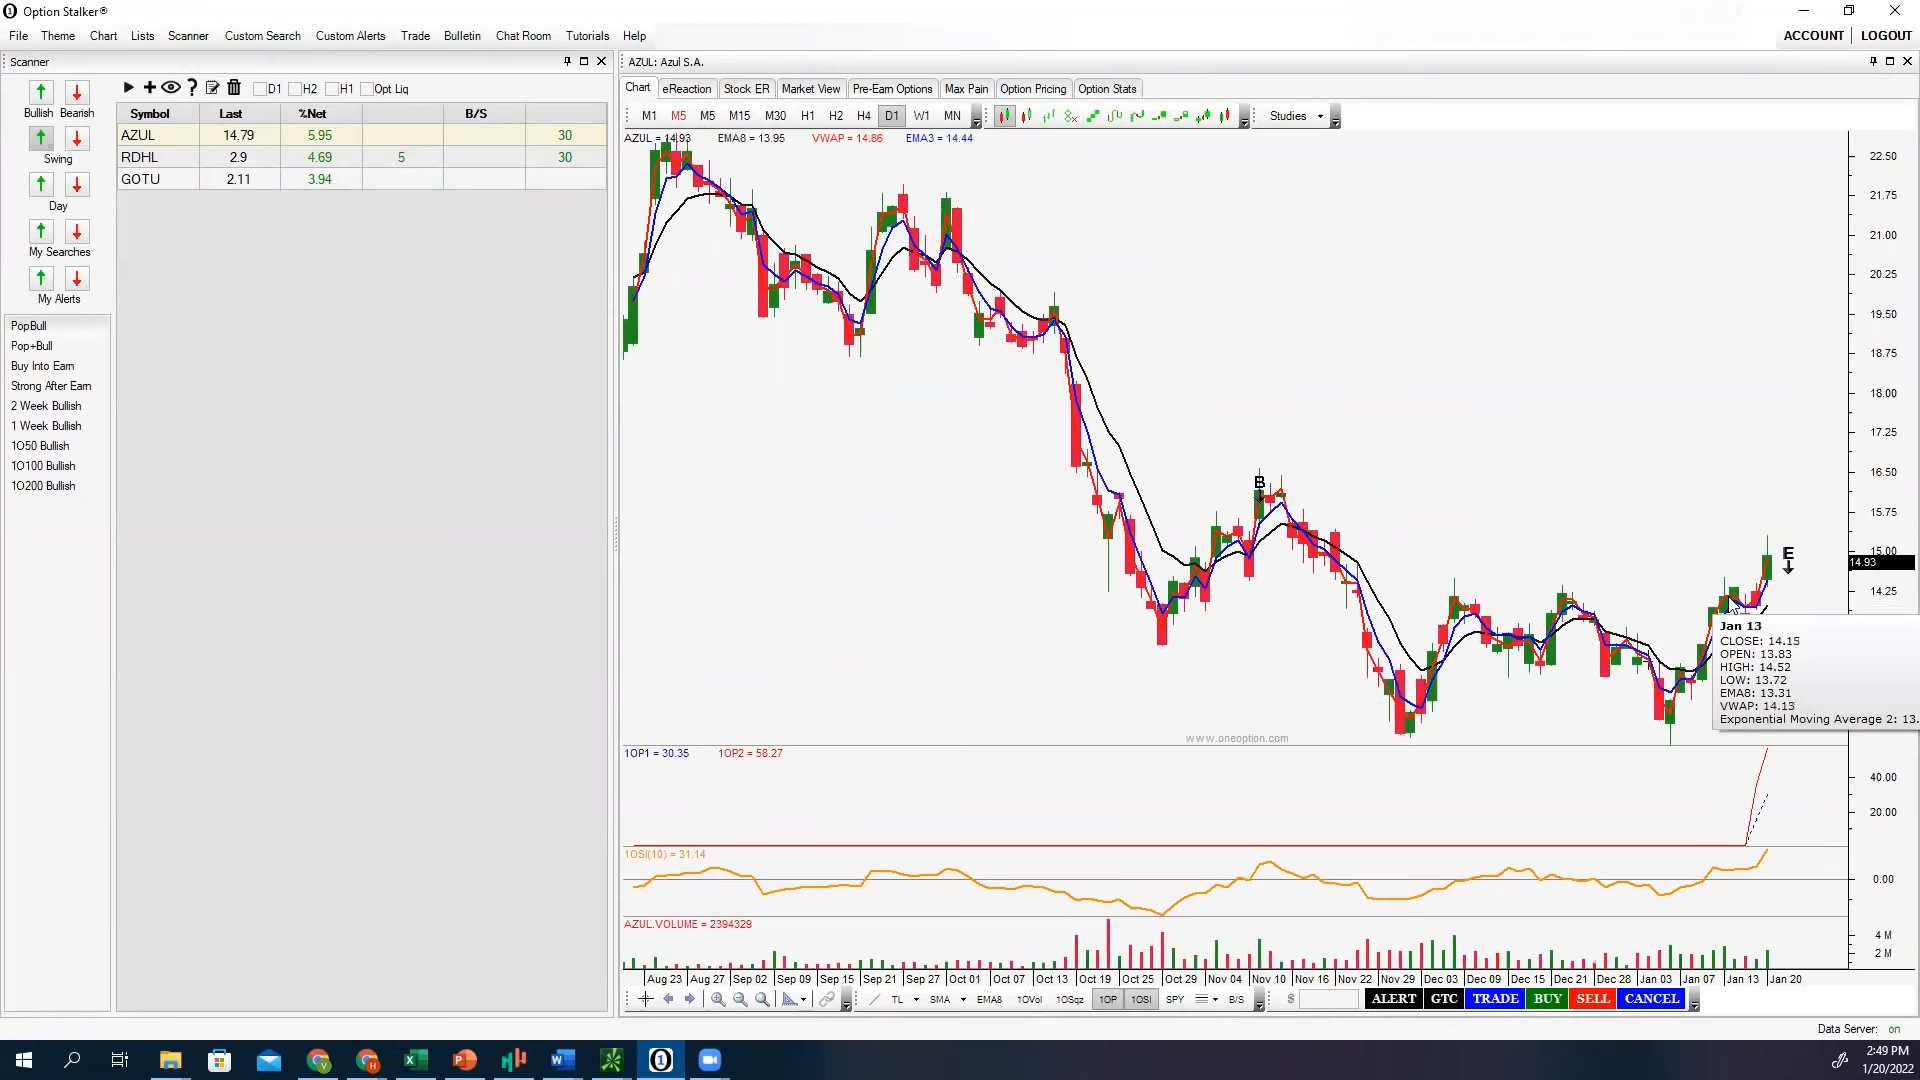 Option Stalker®
File Theme Chart Lists Scanner Custom Search Custom Alerts Trade Bulletin Chat Room Tutorials Help
ACCOUNT LOGOUT
Scanner
D1 H2 H1 Opt Liq
Bullish Bearish
Swing
Day
My Searches
My Alerts
PopBull
Pop+Bull
Buy Into Earn
Strong After Earn
2 Week Bullish
1 Week Bullish
1O50 Bullish
1O100 Bullish
1O200 Bullish
Symbol Last %Net B/S
AZUL 14.79 5.95 30
RDHL 2.9 4.69 5 30
GOTU 2.11 3.94
AZUL: Azul S.A.
Chart eReaction Stock ER Market View Pre-Earn Options Max Pain Option Pricing Option Stats
M1 M5 M5 M15 M30 H1 H2 H4 D1 W1 MN Studies
AZUL = 14.93 EMA8 = 13.95 VWAP = 14.86 EMA3 = 14.44
22.50
21.75
21.00
20.25
19.50
18.75
18.00
17.25
16.50
15.75
15.00
14.93
14.25
B
E
Jan 13
CLOSE: 14.15
OPEN: 13.83
HIGH: 14.52
LOW: 13.72
EMA8: 13.31
VWAP: 14.13
Exponential Moving Average 2: 13.
www.oneoption.com
1OP1 = 30.35 1OP2 = 58.27
40.00
20.00
1OSI(10) = 31.14
0.00
AZUL.VOLUME = 2394329
4 M
2 M
Aug 23 Aug 27 Sep 02 Sep 09 Sep 15 Sep 21 Sep 27 Oct 01 Oct 07 Oct 13 Oct 19 Oct 25 Oct 29 Nov 04 Nov 10 Nov 16 Nov 22 Nov 29 Dec 03 Dec 09 Dec 15 Dec 21 Dec 28 Jan 03 Jan 07 Jan 13 Jan 20
TL SMA EMA8 1OVol 1OSqz 1OP 1OSI SPY B/S $ ALERT GTC TRADE BUY SELL CANCEL
Data Server: on
2:49 PM
1/20/2022